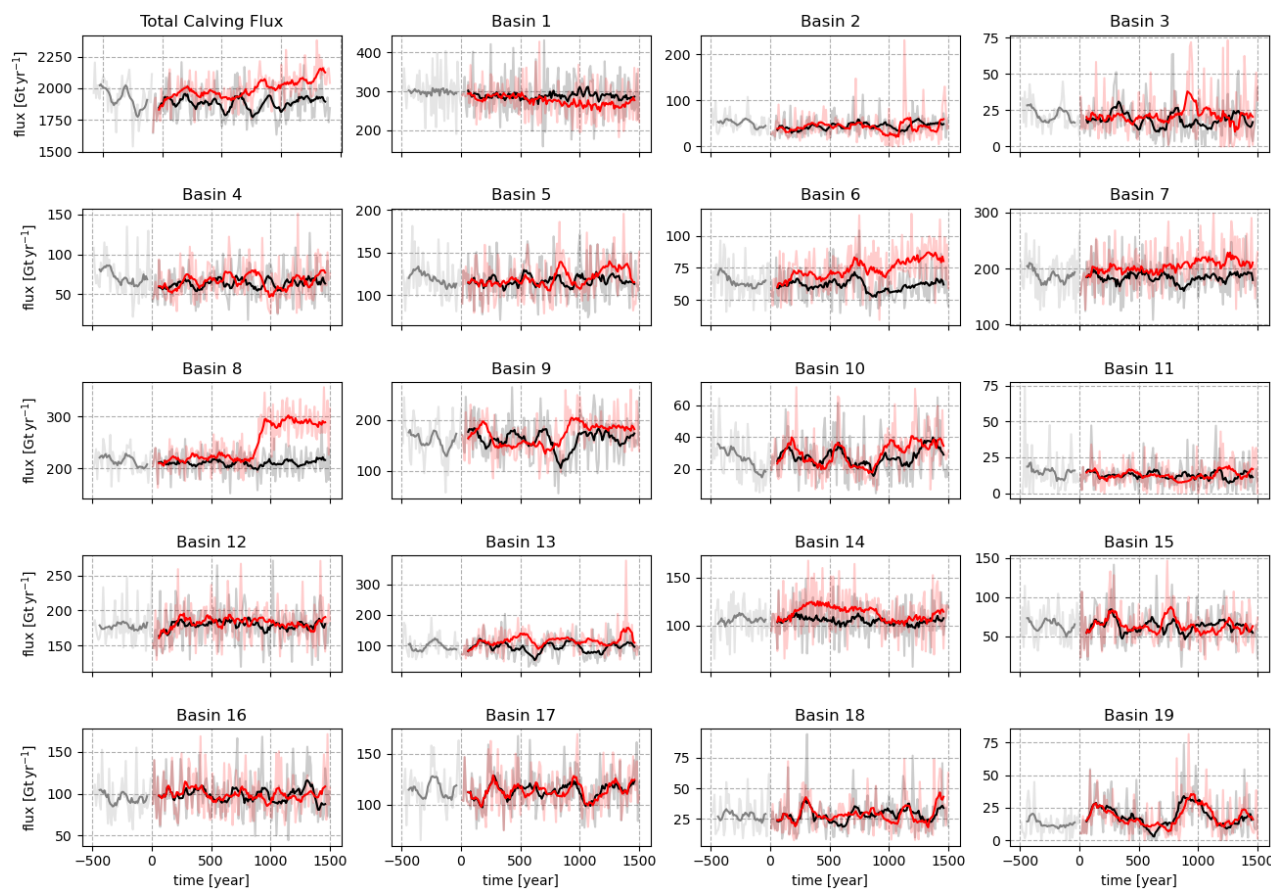 Total Calving Flux
Basin 1
Basin 2
Basin 3
flux [Gt yr⁻¹]
2250
2000
1750
1500
400
300
200
200
100
0
75
50
25
0
Basin 4
Basin 5
Basin 6
Basin 7
flux [Gt yr⁻¹]
150
100
50
200
150
100
100
75
50
300
200
100
Basin 8
Basin 9
Basin 10
Basin 11
flux [Gt yr⁻¹]
300
200
200
100
60
40
20
75
50
25
0
Basin 12
Basin 13
Basin 14
Basin 15
flux [Gt yr⁻¹]
250
200
150
300
200
100
150
100
150
100
50
Basin 16
Basin 17
Basin 18
Basin 19
flux [Gt yr⁻¹]
150
100
50
150
100
75
50
25
75
50
25
0
−500 0 500 1000 1500
−500 0 500 1000 1500
−500 0 500 1000 1500
−500 0 500 1000 1500
time [year]
time [year]
time [year]
time [year]